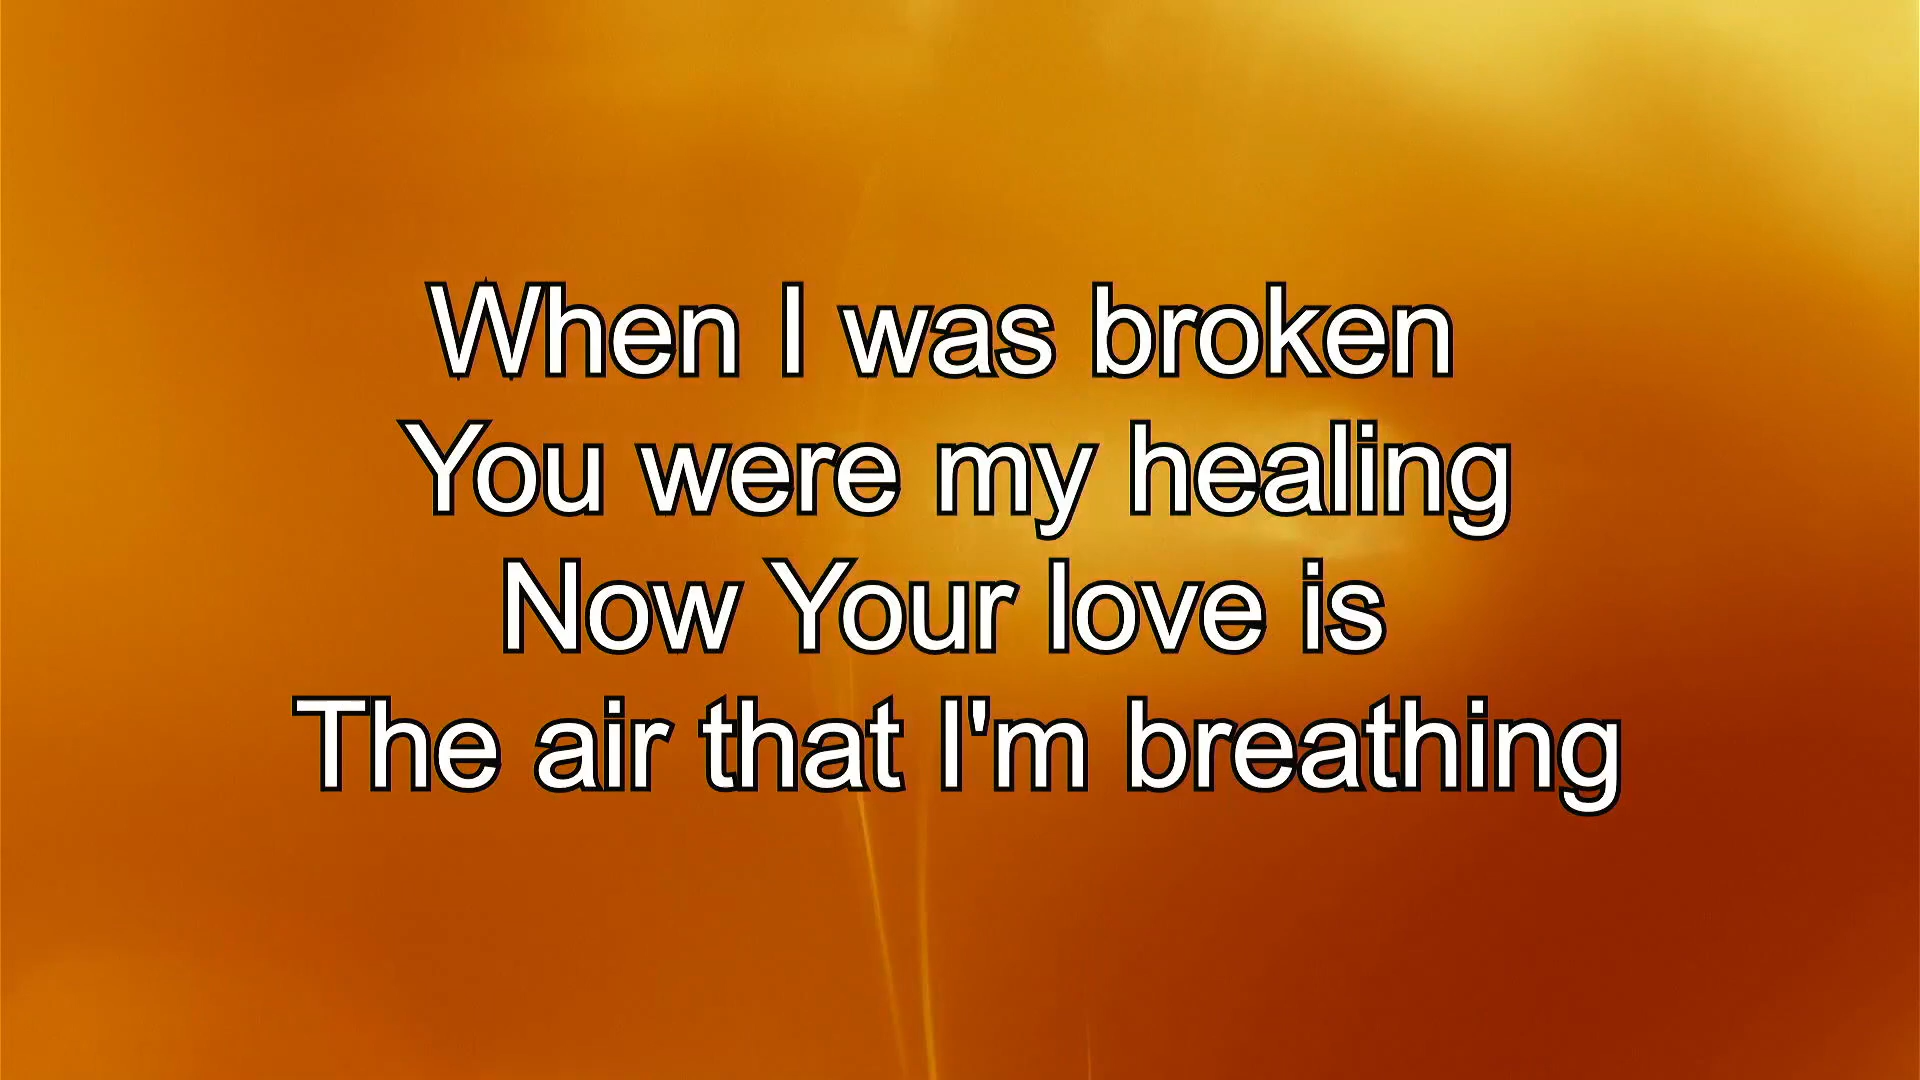 When I was broken
You were my healing
Now Your love is
The air that I'm breathing